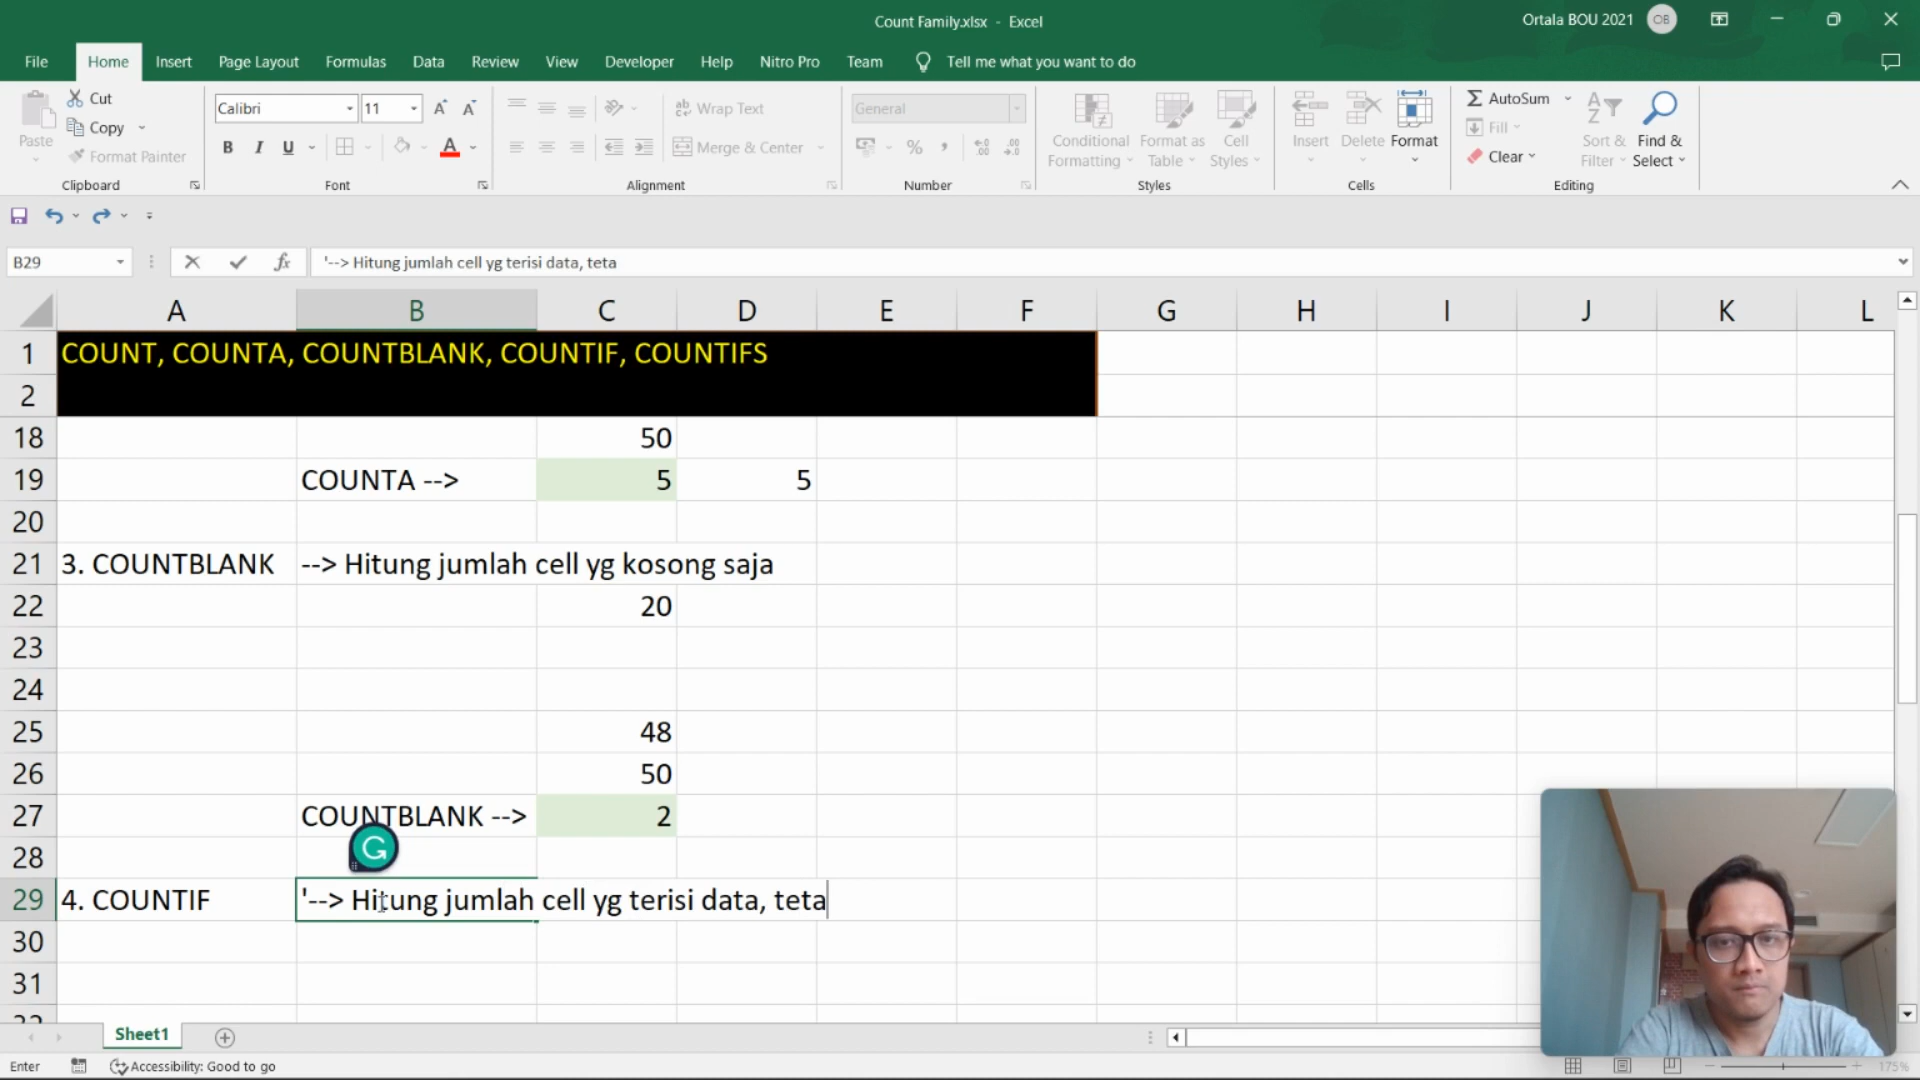 Count Family.xlsx - Excel
Ortala BOU 2021 OB
File Home Insert Page Layout Formulas Data Review View Developer Help Nitro Pro Team Tell me what you want to do
Paste
Cut
Copy
Format Painter
Clipboard
Calibri 11
B I U A
Font
Wrap Text
Merge & Center
Alignment
General
Number
Conditional Formatting
Format as Table
Cell Styles
Styles
Insert Delete Format
Cells
AutoSum
Fill
Clear
Sort & Filter
Find & Select
Editing
B29 fx '--> Hitung jumlah cell yg terisi data, teta
A B C D E F G H I J K L
1 COUNT, COUNTA, COUNTBLANK, COUNTIF, COUNTIFS
2
18 50
19 COUNTA --> 5 5
20
21 3. COUNTBLANK --> Hitung jumlah cell yg kosong saja
22 20
23
24
25 48
26 50
27 COUNTBLANK --> 2
28
29 4. COUNTIF '--> Hitung jumlah cell yg terisi data, teta
30
31
Sheet1
Enter Accessibility: Good to go 175%